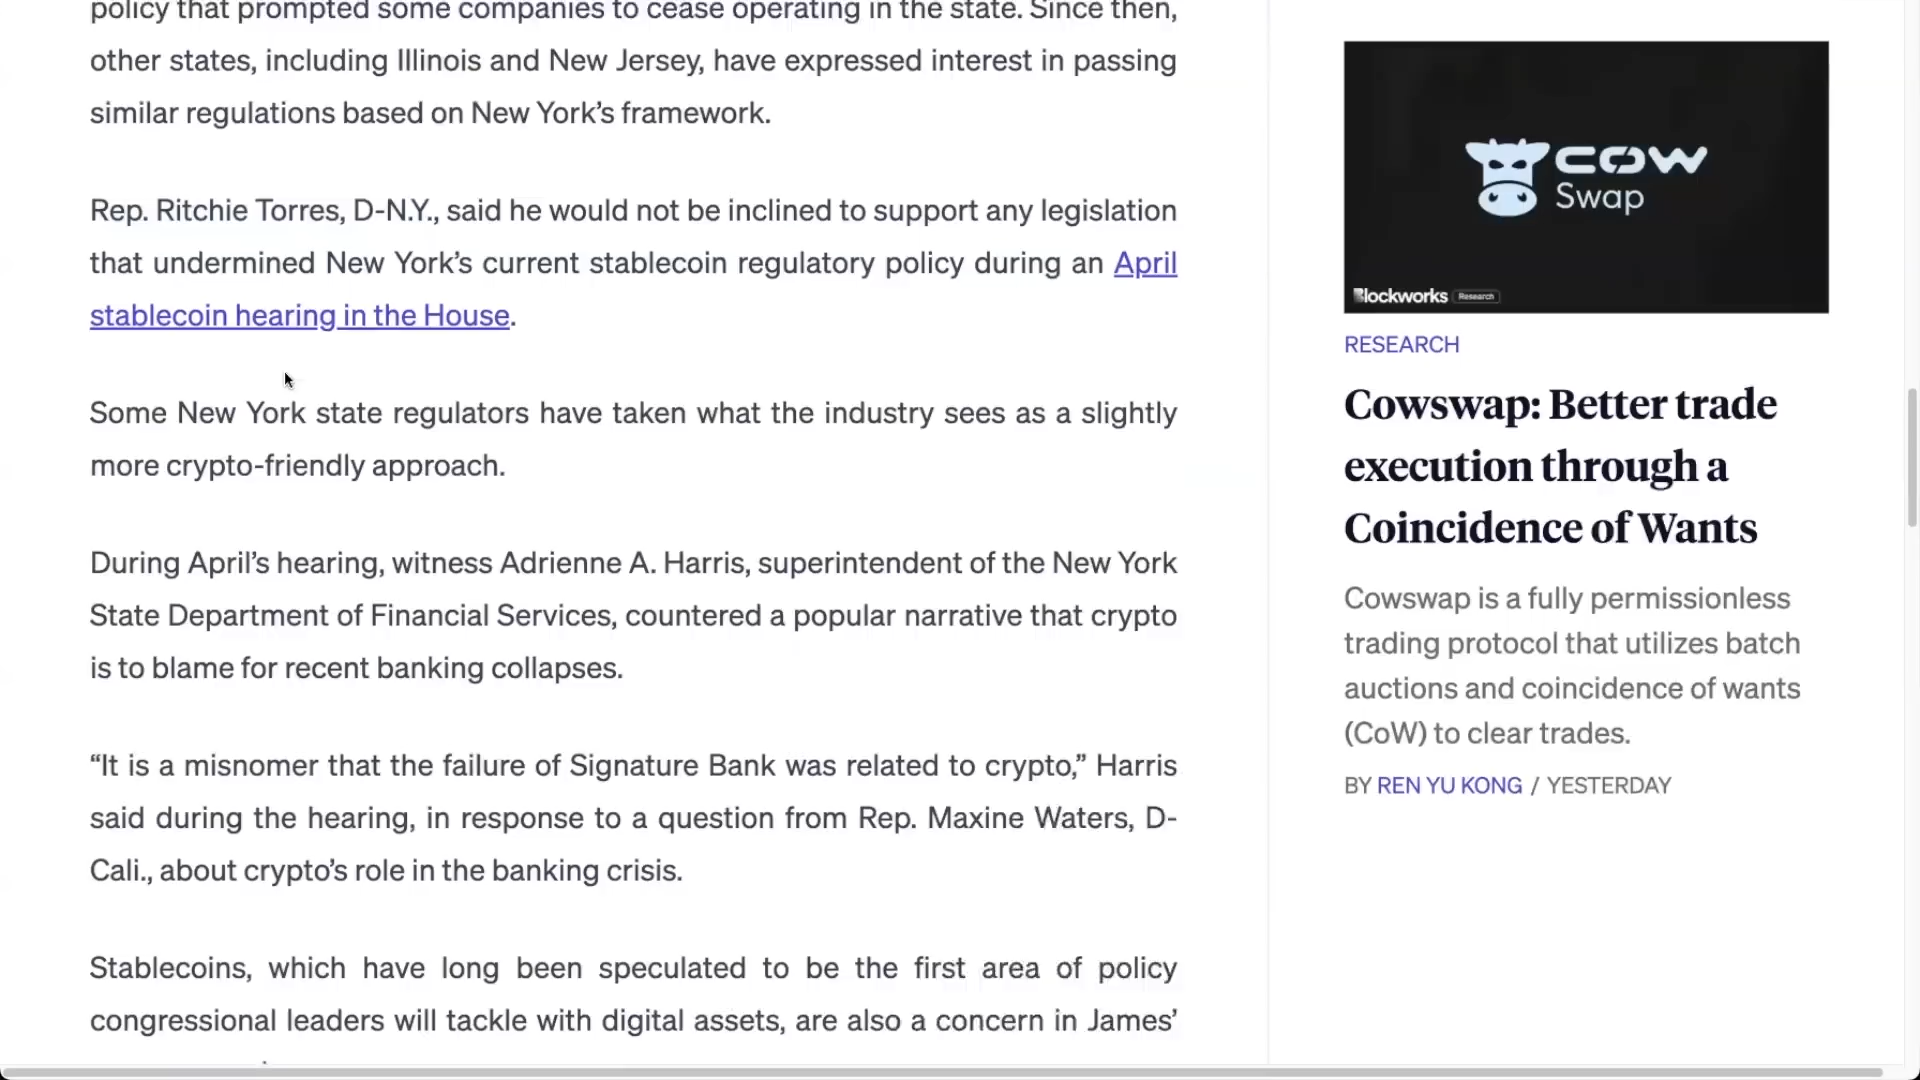 policy that prompted some companies to cease operating in the state. Since then,
other states, including Illinois and New Jersey, have expressed interest in passing
similar regulations based on New York’s framework.
Rep. Ritchie Torres, D-N.Y., said he would not be inclined to support any legislation
that undermined New York’s current stablecoin regulatory policy during an April
stablecoin hearing in the House.
Some New York state regulators have taken what the industry sees as a slightly
more crypto-friendly approach.
During April’s hearing, witness Adrienne A. Harris, superintendent of the New York
State Department of Financial Services, countered a popular narrative that crypto
is to blame for recent banking collapses.
“It is a misnomer that the failure of Signature Bank was related to crypto,” Harris
said during the hearing, in response to a question from Rep. Maxine Waters, D-
Cali., about crypto’s role in the banking crisis.
Stablecoins, which have long been speculated to be the first area of policy
congressional leaders will tackle with digital assets, are also a concern in James’
COW
Swap
Blockworks Research
RESEARCH
Cowswap: Better trade
execution through a
Coincidence of Wants
Cowswap is a fully permissionless
trading protocol that utilizes batch
auctions and coincidence of wants
(CoW) to clear trades.
BY REN YU KONG / YESTERDAY